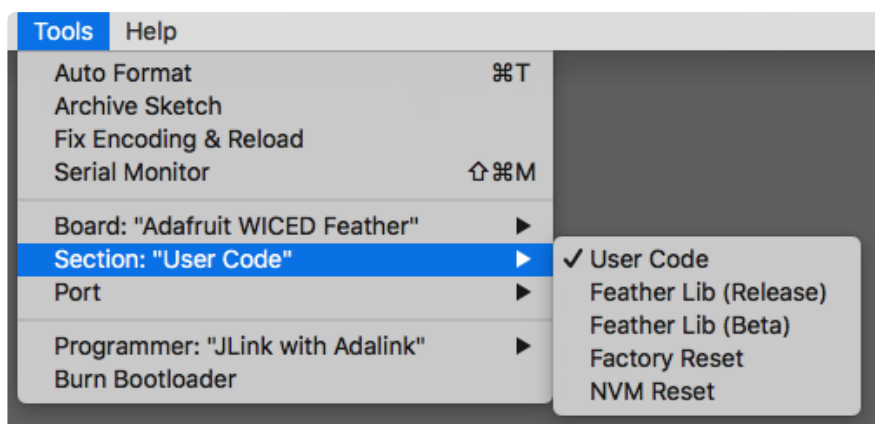 Tools Help
Auto Format ⌘T
Archive Sketch
Fix Encoding & Reload
Serial Monitor ⇧⌘M
Board: "Adafruit WICED Feather" ▶
Section: "User Code" ▶
Port ▶
Programmer: "JLink with Adalink" ▶
Burn Bootloader
✓ User Code
Feather Lib (Release)
Feather Lib (Beta)
Factory Reset
NVM Reset